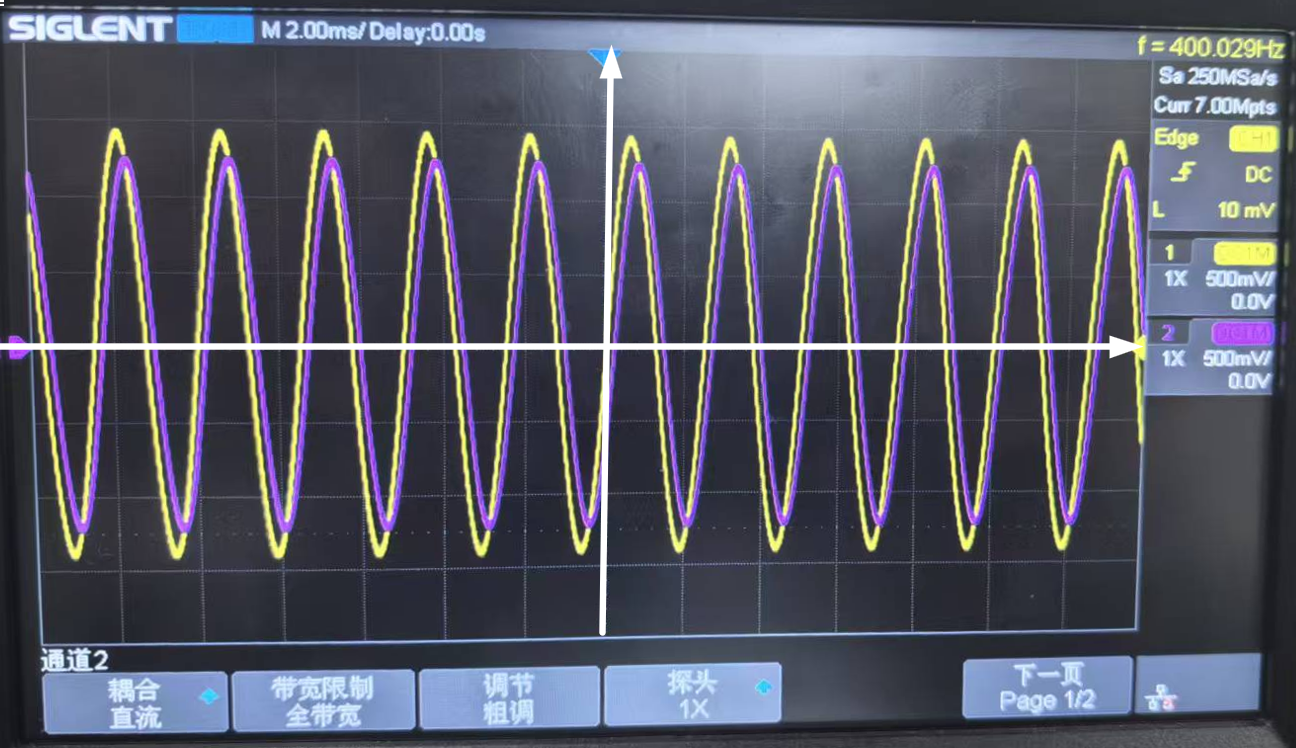 SIGLENT
M 2.00ms/ Delay:0.00s
f = 400.029Hz
Sa 250MSa/s
Curr 7.00Mpts
Edge CH1
DC
L 10 mV
1 DC1M
1X 500mV/
0.0V
2 DC1M
1X 500mV/
0.0V
通道2
耦合
直流
带宽限制
全带宽
调节
粗调
探头
1X
下一页
Page 1/2